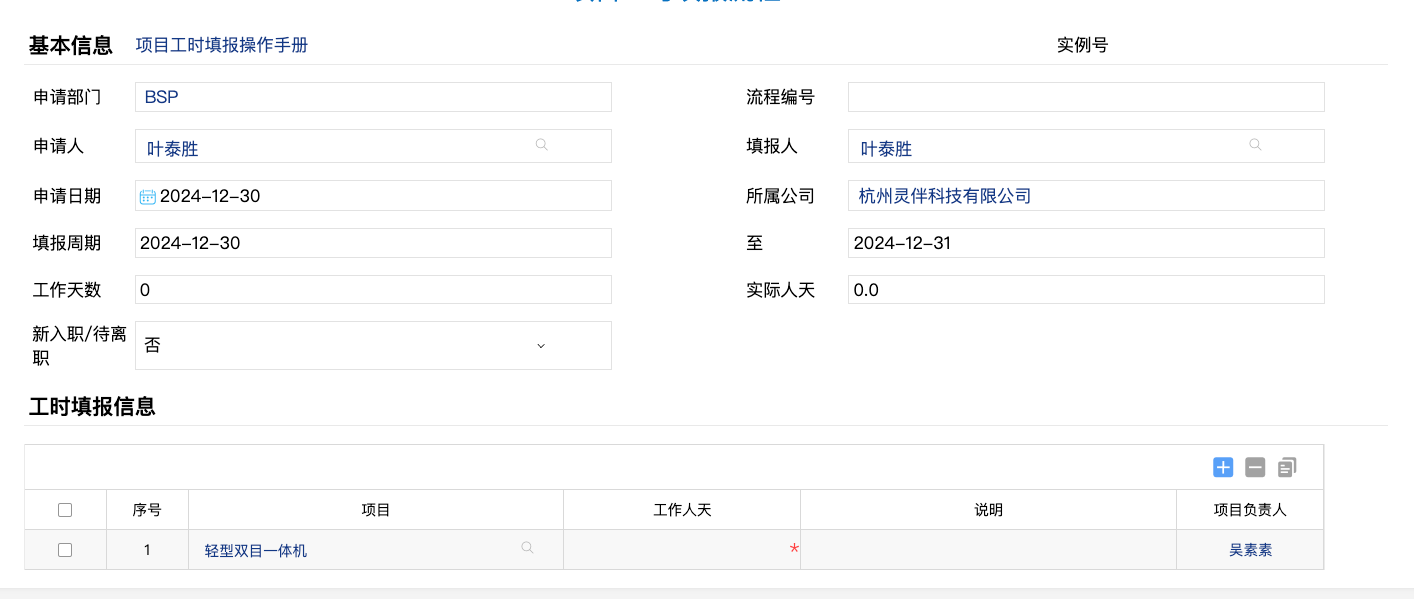 基本信息 项目工时填报操作手册 实例号
申请部门 BSP 流程编号
申请人 叶泰胜 填报人 叶泰胜
申请日期 2024-12-30 所属公司 杭州灵伴科技有限公司
填报周期 2024-12-30 至 2024-12-31
工作天数 0 实际人天 0.0
新入职/待离
职 否
工时填报信息
序号 项目 工作人天 说明 项目负责人
1 轻型双目一体机 * 吴素素